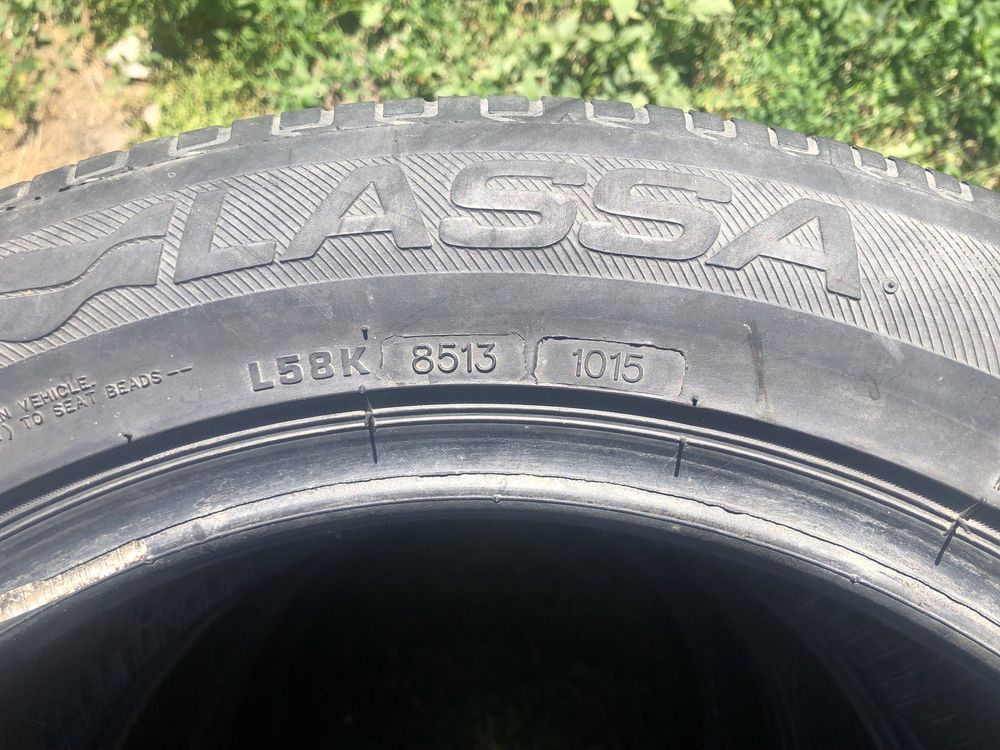 LASSA
L58K 8513 1015
N VEHICLE.
) TO SEAT BEADS--